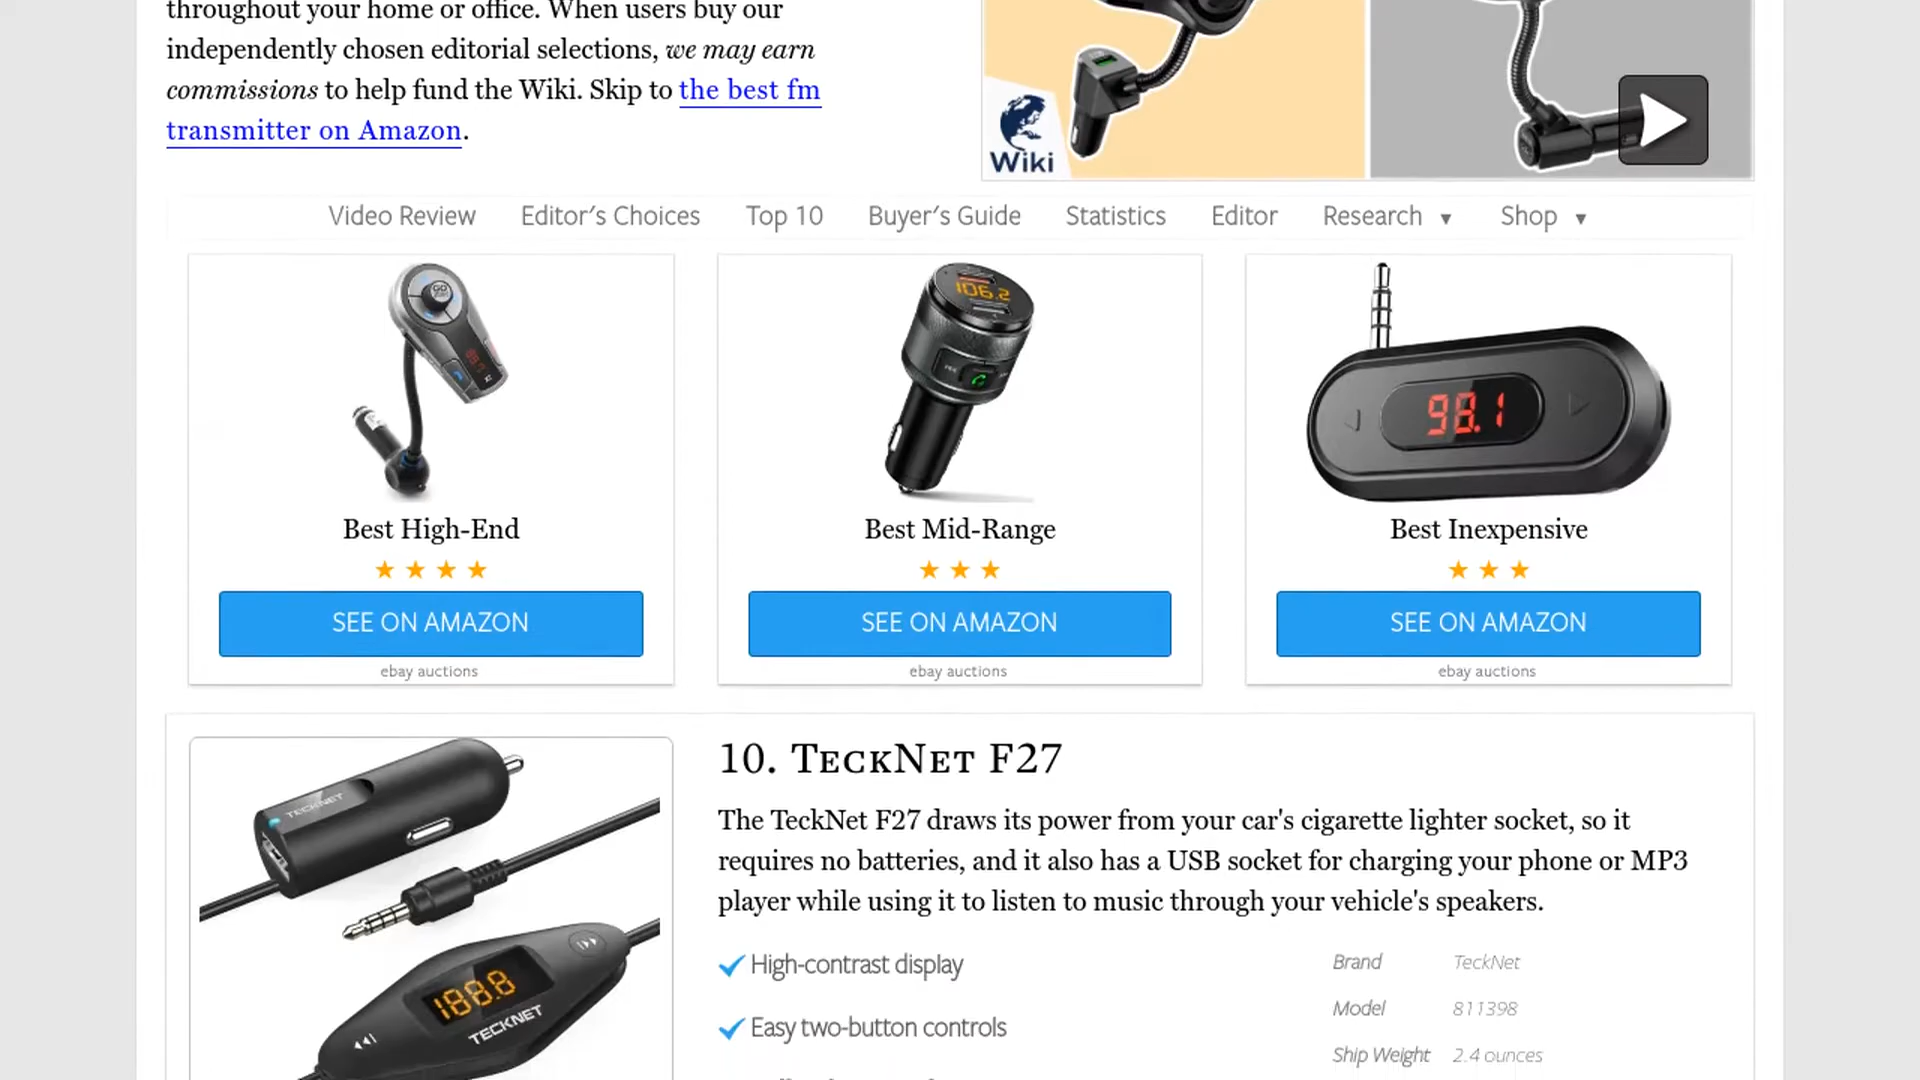 throughout your home or office. When users buy our
independently chosen editorial selections, we may earn
commissions to help fund the Wiki. Skip to the best fm
transmitter on Amazon.
Wiki
Video Review Editor's Choices Top 10 Buyer's Guide Statistics Editor Research ▼ Shop ▼
GO
106.2
98.1
Best High-End
Best Mid-Range
Best Inexpensive
★ ★ ★ ★
★ ★ ★
★ ★ ★
SEE ON AMAZON
SEE ON AMAZON
SEE ON AMAZON
ebay auctions
ebay auctions
ebay auctions
TECKNET
188.8
TECKNET
10. TeckNet F27
The TeckNet F27 draws its power from your car's cigarette lighter socket, so it
requires no batteries, and it also has a USB socket for charging your phone or MP3
player while using it to listen to music through your vehicle's speakers.
High-contrast display
Easy two-button controls
Brand TeckNet
Model 811398
Ship Weight 2.4 ounces